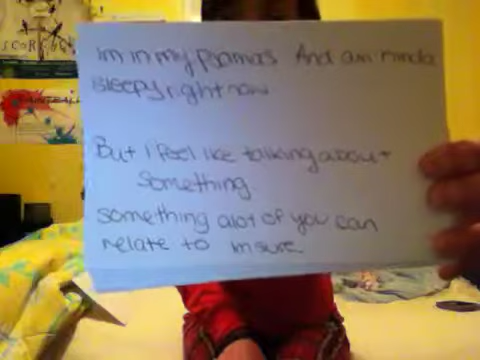 SCORCH
im in my pjamas And am kinda
sleepy right now
But i feel like talking about
something
something alot of you can
relate to im sure